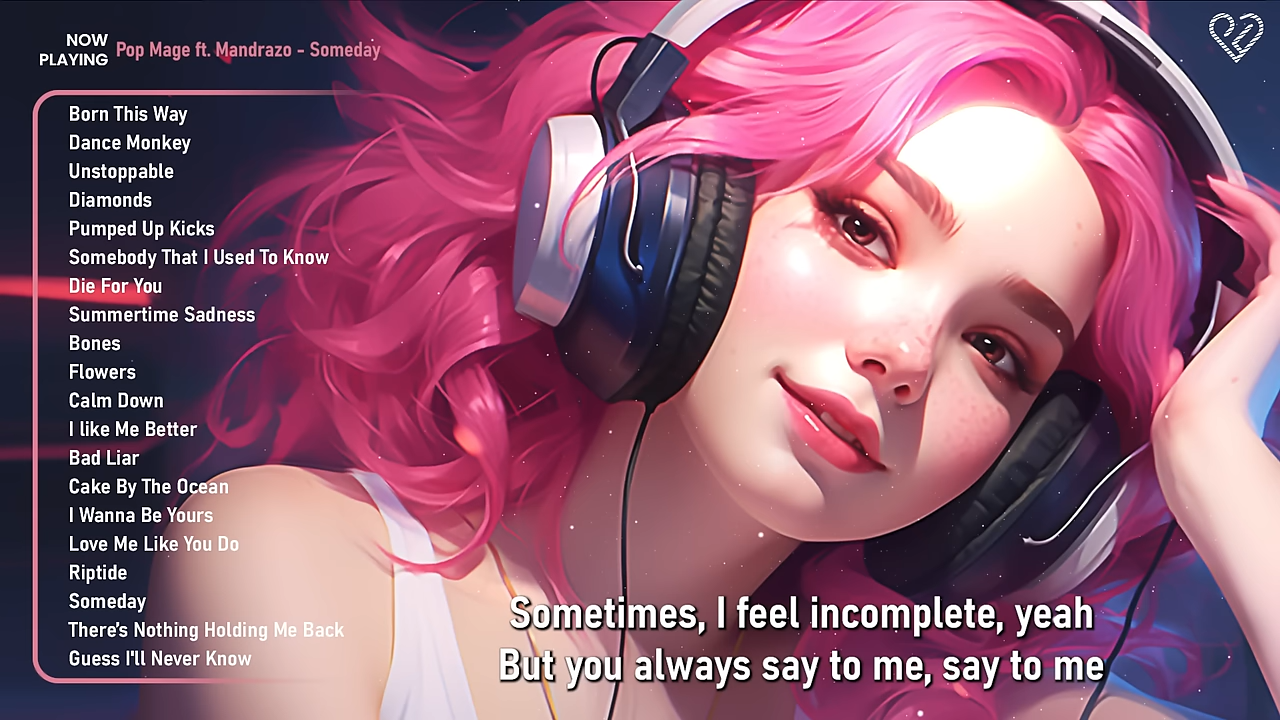 NOW
PLAYING
Pop Mage ft. Mandrazo - Someday
Born This Way
Dance Monkey
Unstoppable
Diamonds
Pumped Up Kicks
Somebody That I Used To Know
Die For You
Summertime Sadness
Bones
Flowers
Calm Down
I like Me Better
Bad Liar
Cake By The Ocean
I Wanna Be Yours
Love Me Like You Do
Riptide
Someday
There's Nothing Holding Me Back
Guess I'll Never Know
Sometimes, I feel incomplete, yeah
But you always say to me, say to me